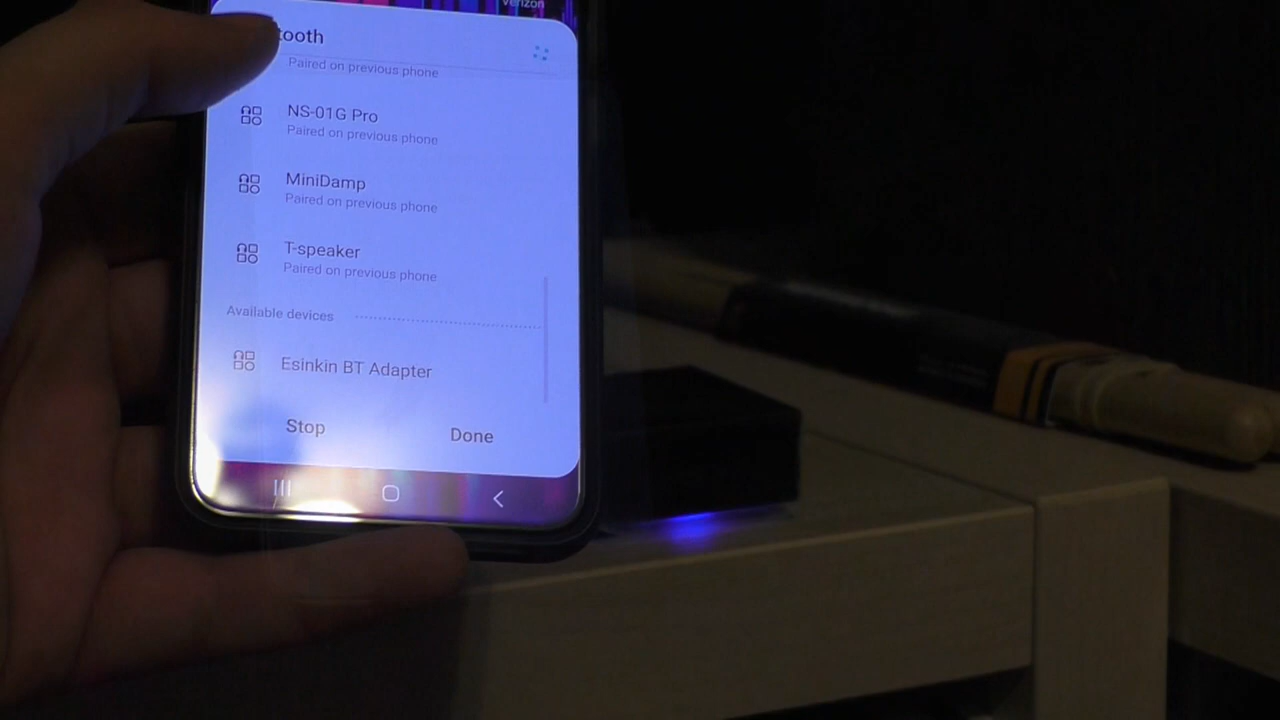 verizon
tooth
Paired on previous phone
NS-01G Pro
Paired on previous phone
MiniDamp
Paired on previous phone
T-speaker
Paired on previous phone
Available devices
Esinkin BT Adapter
Stop
Done